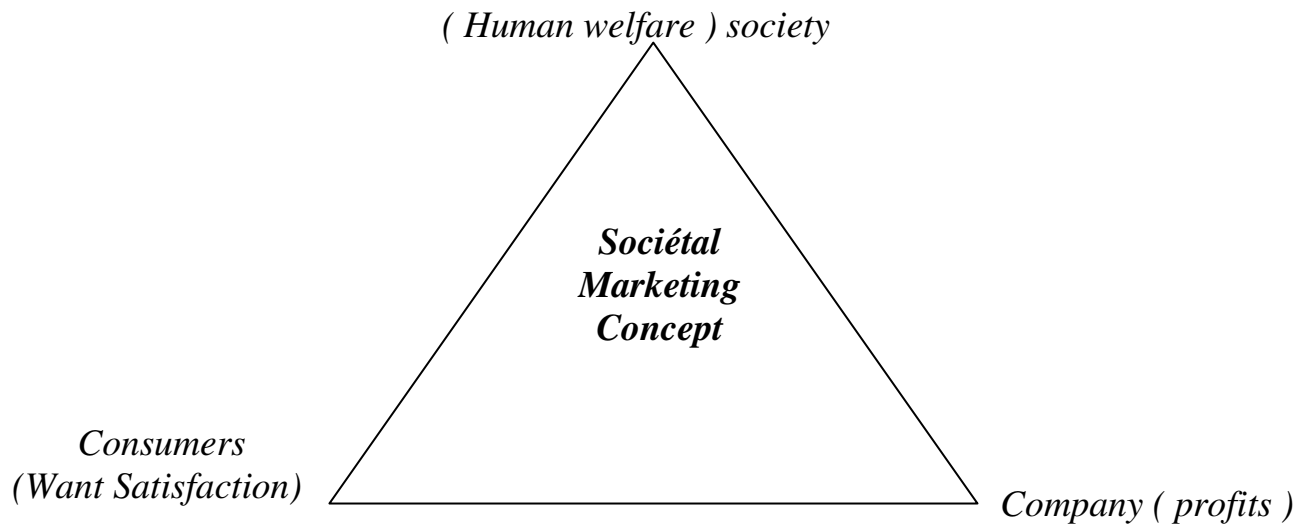 ( Human welfare ) society
Sociétal
Marketing
Concept
Consumers
(Want Satisfaction)
Company ( profits )